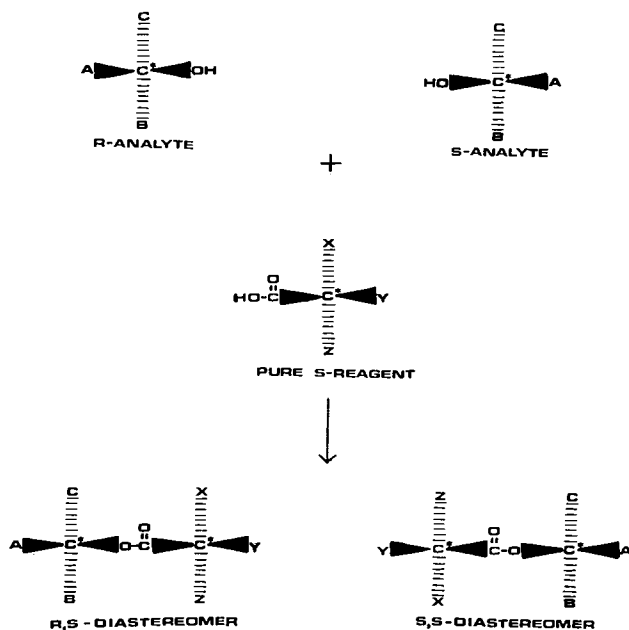 C C
A C* OH HO C* A
B B
R-ANALYTE S-ANALYTE
+
X
O
HO-C C* Y
Z
PURE S-REAGENT
C X Z C
O O
A C* O-C C* Y Y C* C-O C* A
B Z X B
R,S-DIASTEREOMER S,S-DIASTEREOMER